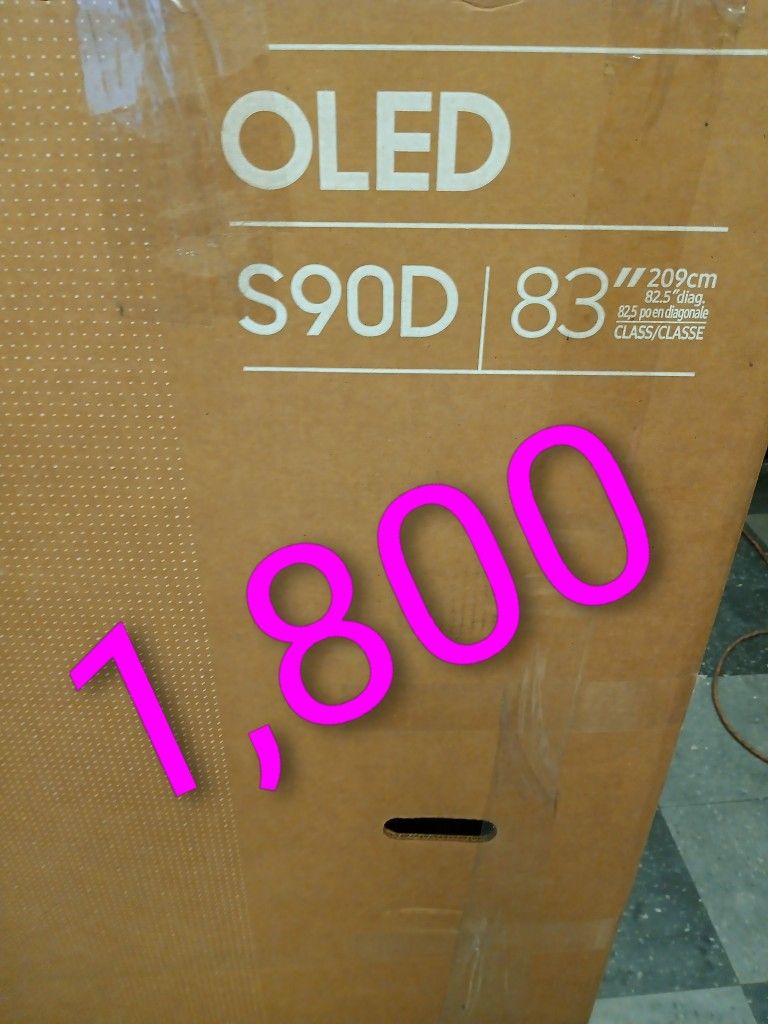 OLED
S90D | 83" 209cm
82.5" diag.
82,5 po en diagonale
CLASS/CLASSE
1,800